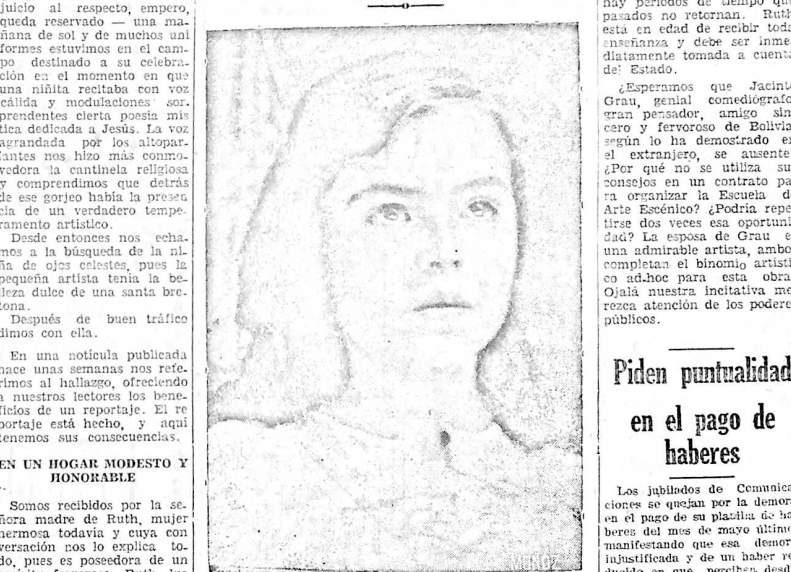 juicio al respecto, empero,
queda reservado — una ma-
ñana de sol y de muchos uni
formes estuvimos en el cam-
po destinado a su celebra-
ción en el momento en que
una niñita recitaba con voz
cálida y modulaciones sor-
prendentes cierta poesía mís
tica dedicada a Jesús. La voz
agrandada por los altopar-
lantes nos hizo más conmo-
vedora la cantinela religiosa
y comprendimos que detrás
de ese gorjeo había la presen
cia de un verdadero tempe-
ramento artístico.
Desde entonces nos echa-
mos a la búsqueda de la ni-
ña de ojos celestes, pues la
pequeña artista tenía la be-
lleza dulce de una santa bre-
tona.
Después de buen tráfico
dimos con ella.
En una notícula publicada
hace unas semanas nos refe-
rimos al hallazgo, ofreciendo
a nuestros lectores los bene-
ficios de un reportaje. El re
portaje está hecho, y aquí
tenemos sus consecuencias.
EN UN HOGAR MODESTO Y
HONORABLE
Somos recibidos por la se-
ñora madre de Ruth, mujer
hermosa todavía y cuya con
versación nos lo explica to-
do, pues es poseedora de un
MUÑOZ
hay períodos de tiempo que
pasados no retornan. Ruth
está en edad de recibir toda
enseñanza y debe ser inme-
diatamente tomada a cuenta
del Estado.
¿Esperamos que Jacint
Grau, genial comediógrafo
gran pensador, amigo sin
cero y fervoroso de Bolivia
según lo ha demostrado en
el extranjero, se ausente
¿Por qué no se utiliza su
consejos en un contrato pa
ra organizar la Escuela d
Arte Escénico? ¿Podría repe
tirse dos veces esa oportuni
dad? La esposa de Grau e
una admirable artista, ambo
completan el binomio artísti
co ad-hoc para esta obra
Ojalá nuestra incitativa me
rezca atención de los podere
públicos.
Piden puntualidad
en el pago de
haberes
Los jubilados de Comunica
ciones se quejan por la demor
en el pago de su planilla de ha
beres del mes de mayo último
manifestando que esa demor
injustificada y de un haber re
ducido en que perciben desd